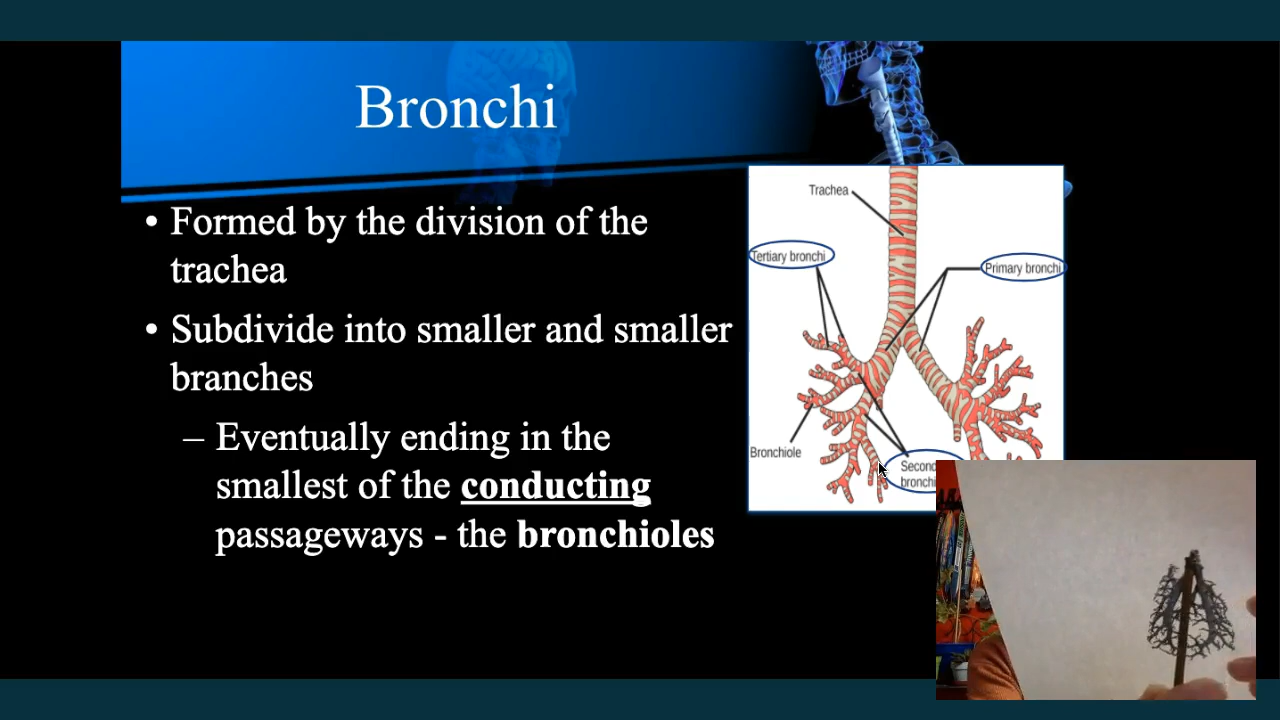 Bronchi
• Formed by the division of the
trachea
• Subdivide into smaller and smaller
branches
– Eventually ending in the
smallest of the conducting
passageways - the bronchioles
Trachea
Tertiary bronchi
Primary bronchi
Bronchiole
Second
bronchi